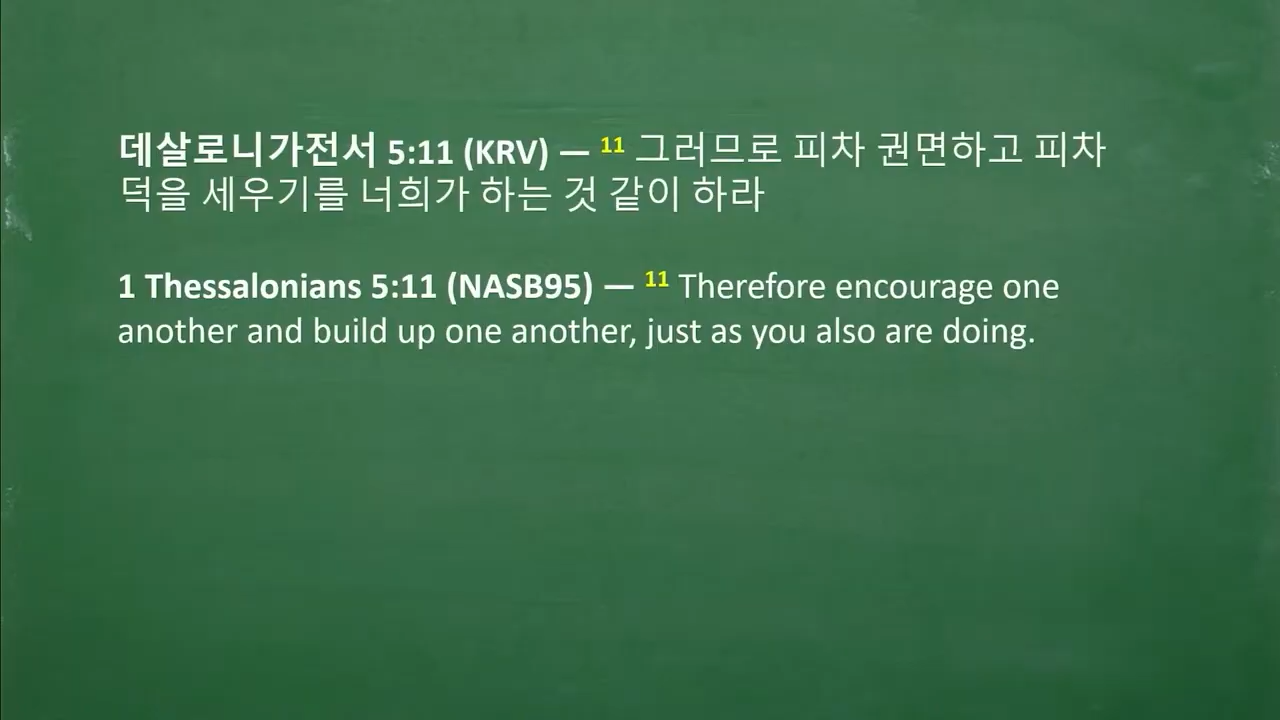 데살로니가전서 5:11 (KRV) — 11 그러므로 피차 권면하고 피차
덕을 세우기를 너희가 하는 것 같이 하라
1 Thessalonians 5:11 (NASB95) — 11 Therefore encourage one
another and build up one another, just as you also are doing.